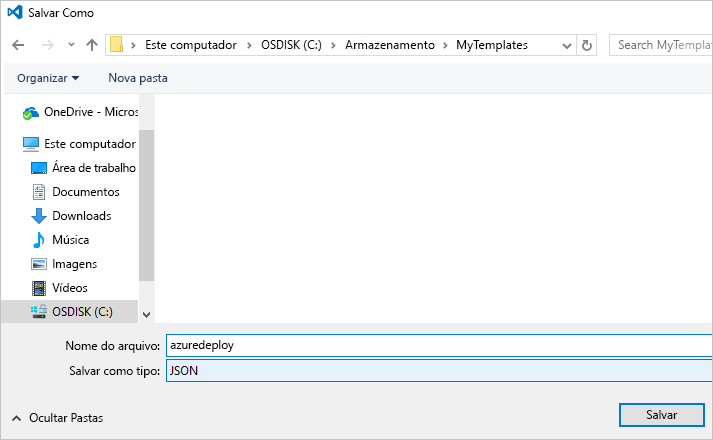 Salvar Como
Este computador OSDISK (C:) Armazenamento MyTemplates Search MyTempla
Organizar Nova pasta
OneDrive - Micros
Este computador
Área de trabalho
Documentos
Downloads
Música
Imagens
Vídeos
OSDISK (C:)
Nome do arquivo: azuredeploy
Salvar como tipo: JSON
Ocultar Pastas Salvar